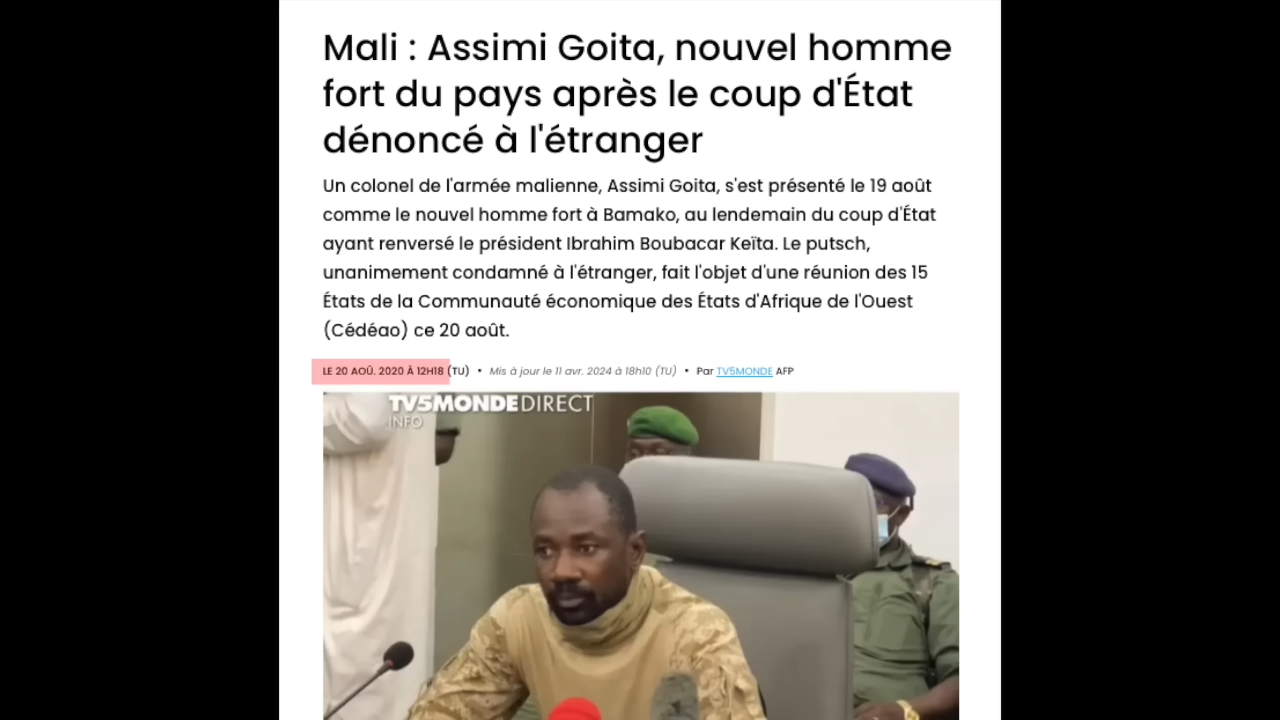 Mali : Assimi Goita, nouvel homme
fort du pays après le coup d'État
dénoncé à l'étranger
Un colonel de l'armée malienne, Assimi Goita, s'est présenté le 19 août
comme le nouvel homme fort à Bamako, au lendemain du coup d'État
ayant renversé le président Ibrahim Boubacar Keïta. Le putsch,
unanimement condamné à l'étranger, fait l'objet d'une réunion des 15
États de la Communauté économique des États d'Afrique de l'Ouest
(Cédéao) ce 20 août.
LE 20 AOÛ. 2020 À 12H18 (TU) • Mis à jour le 11 avr. 2024 à 18h10 (TU) • Par TV5MONDE AFP
TV5MONDE DIRECT
INFO